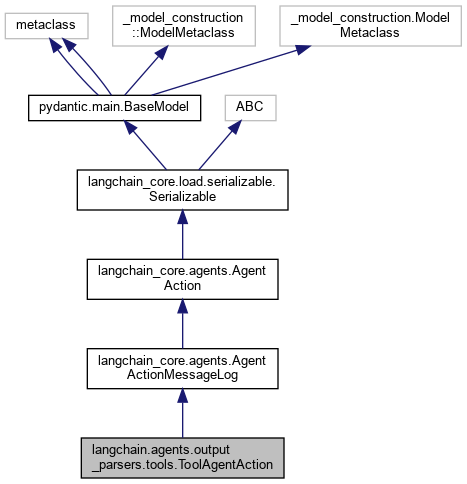 metaclass
_model_construction
::ModelMetaclass
_model_construction.Model
Metaclass
pydantic.main.BaseModel
ABC
langchain_core.load.serializable.
Serializable
langchain_core.agents.Agent
Action
langchain_core.agents.Agent
ActionMessageLog
langchain.agents.output
_parsers.tools.ToolAgentAction